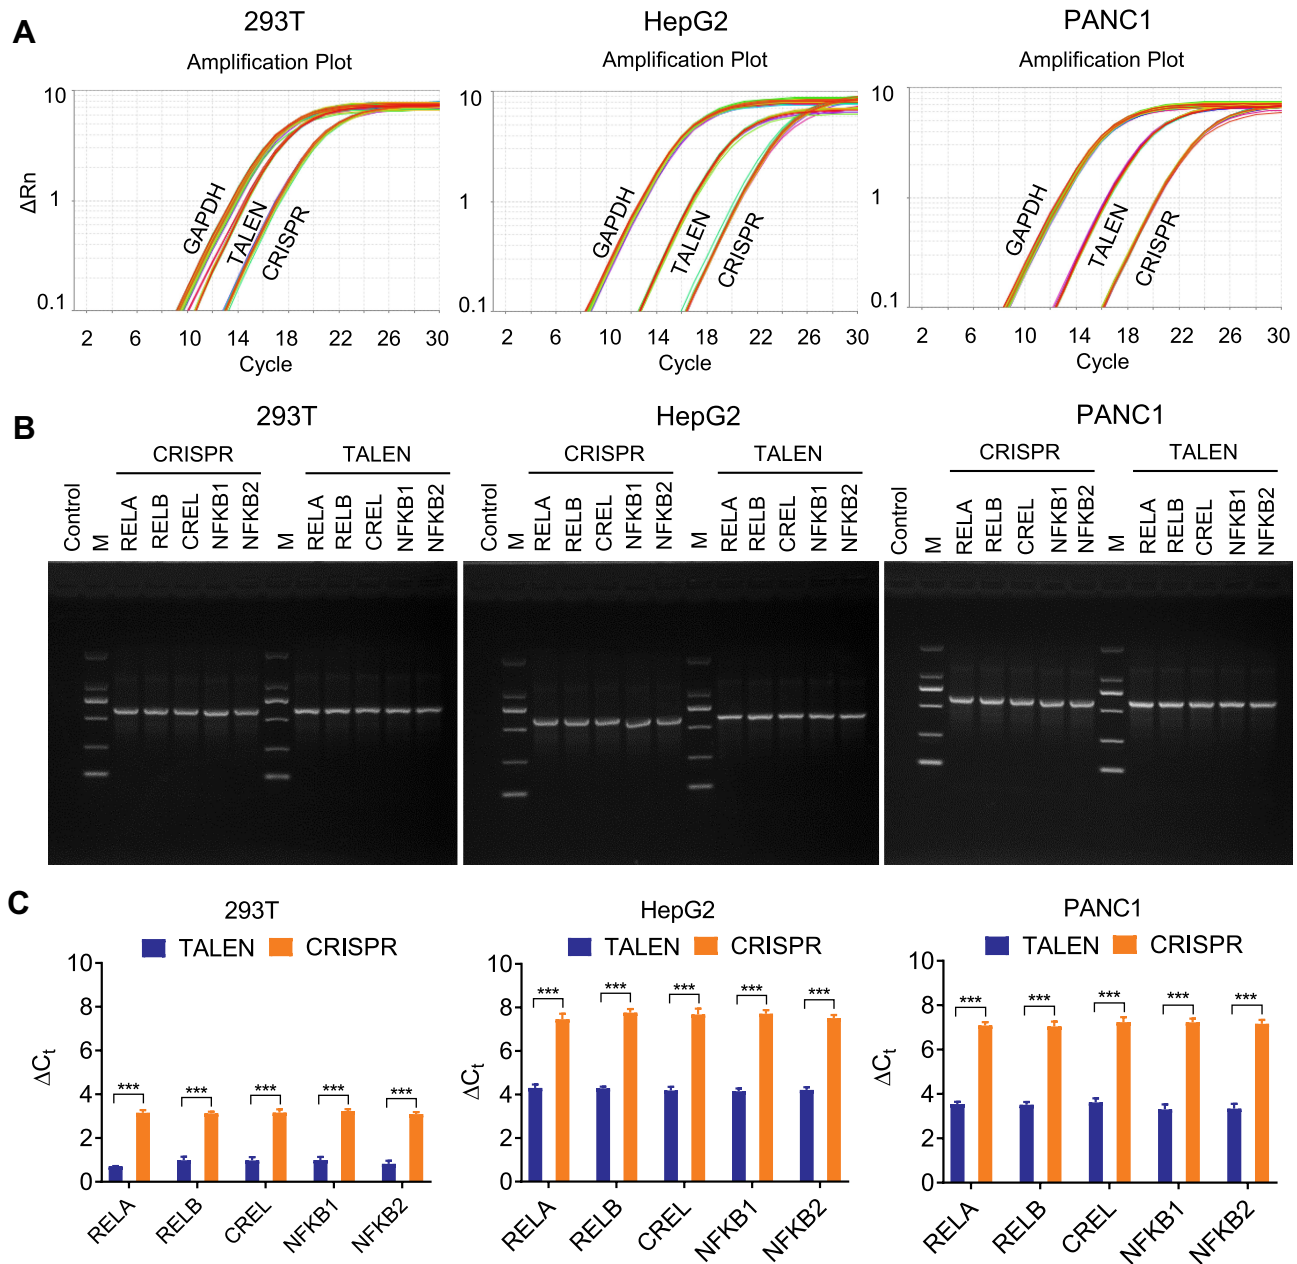 A
293T
HepG2
PANC1
Amplification Plot
Amplification Plot
Amplification Plot
ΔRn
10
1
0.1
GAPDH
TALEN
CRISPR
2 6 10 14 18 22 26 30
Cycle
10
1
0.1
GAPDH
TALEN
CRISPR
2 6 10 14 18 22 26 30
Cycle
10
1
0.1
GAPDH
TALEN
CRISPR
2 6 10 14 18 22 26 30
Cycle
B
293T
HepG2
PANC1
CRISPR TALEN
Control M RELA RELB CREL NFKB1 NFKB2 M RELA RELB CREL NFKB1 NFKB2
CRISPR TALEN
Control M RELA RELB CREL NFKB1 NFKB2 M RELA RELB CREL NFKB1 NFKB2
CRISPR TALEN
Control M RELA RELB CREL NFKB1 NFKB2 M RELA RELB CREL NFKB1 NFKB2
C
293T
TALEN CRISPR
ΔCt
10
8
6
4
2
0
*** *** *** *** ***
RELA RELB CREL NFKB1 NFKB2
HepG2
TALEN CRISPR
ΔCt
10
8
6
4
2
0
*** *** *** *** ***
RELA RELB CREL NFKB1 NFKB2
PANC1
TALEN CRISPR
ΔCt
10
8
6
4
2
0
*** *** *** *** ***
RELA RELB CREL NFKB1 NFKB2